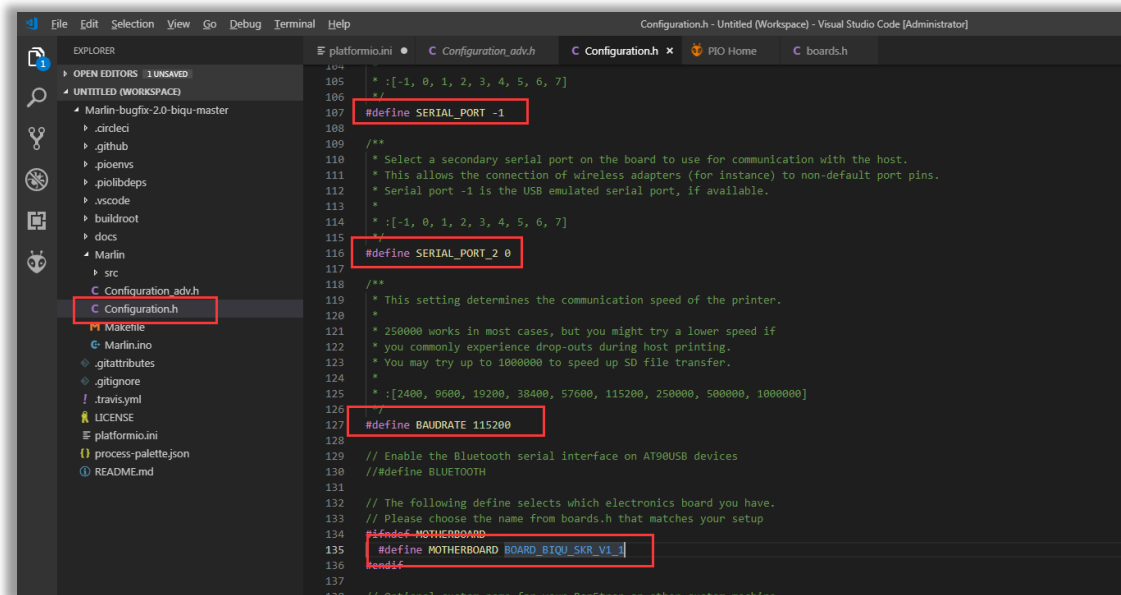 File Edit Selection View Go Debug Terminal Help
Configuration.h - Untitled (Workspace) - Visual Studio Code [Administrator]
EXPLORER
OPEN EDITORS 1 UNSAVED
UNTITLED (WORKSPACE)
Marlin-bugfix-2.0-biqu-master
.circleci
.github
.pioenvs
.piolibdeps
.vscode
buildroot
docs
Marlin
src
C Configuration_adv.h
C Configuration.h
M Makefile
C+ Marlin.ino
.gitattributes
.gitignore
! .travis.yml
LICENSE
platformio.ini
{} process-palette.json
README.md
1
platformio.ini ● C Configuration_adv.h C Configuration.h × PIO Home C boards.h
104 *
105 * :[-1, 0, 1, 2, 3, 4, 5, 6, 7]
106 */
107 #define SERIAL_PORT -1
108
109 /**
110 * Select a secondary serial port on the board to use for communication with the host.
111 * This allows the connection of wireless adapters (for instance) to non-default port pins.
112 * Serial port -1 is the USB emulated serial port, if available.
113 *
114 * :[-1, 0, 1, 2, 3, 4, 5, 6, 7]
115 */
116 #define SERIAL_PORT_2 0
117
118 /**
119 * This setting determines the communication speed of the printer.
120 *
121 * 250000 works in most cases, but you might try a lower speed if
122 * you commonly experience drop-outs during host printing.
123 * You may try up to 1000000 to speed up SD file transfer.
124 *
125 * :[2400, 9600, 19200, 38400, 57600, 115200, 250000, 500000, 1000000]
126 */
127 #define BAUDRATE 115200
128
129 // Enable the Bluetooth serial interface on AT90USB devices
130 //#define BLUETOOTH
131
132 // The following define selects which electronics board you have.
133 // Please choose the name from boards.h that matches your setup
134 #ifndef MOTHERBOARD
135 #define MOTHERBOARD BOARD_BIQU_SKR_V1_1
136 #endif
137